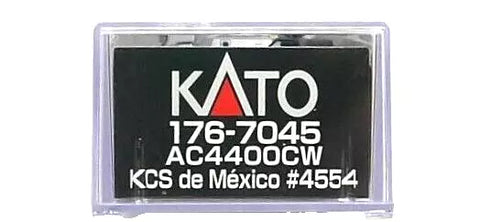 KATO
176-7045
AC4400CW
KCS de México #4554